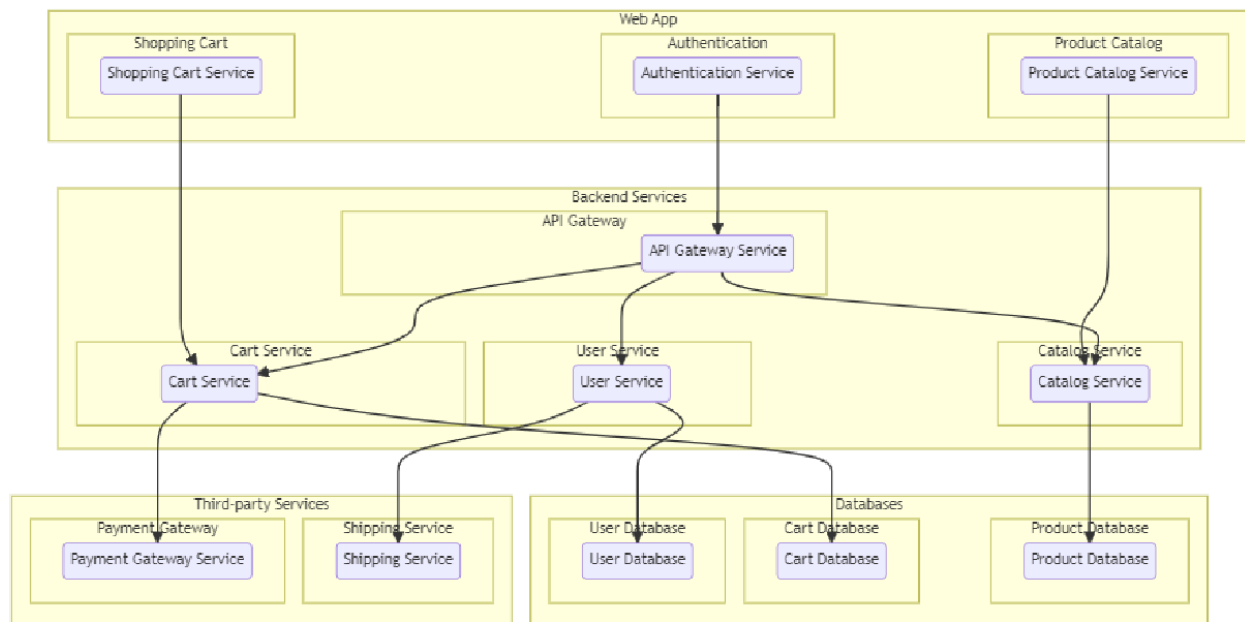 Web App
Shopping Cart
Authentication
Product Catalog
Shopping Cart Service
Authentication Service
Product Catalog Service
Backend Services
API Gateway
API Gateway Service
Cart Service
User Service
Catalog Service
Cart Service
User Service
Catalog Service
Third-party Services
Databases
Payment Gateway
Shipping Service
User Database
Cart Database
Product Database
Payment Gateway Service
Shipping Service
User Database
Cart Database
Product Database